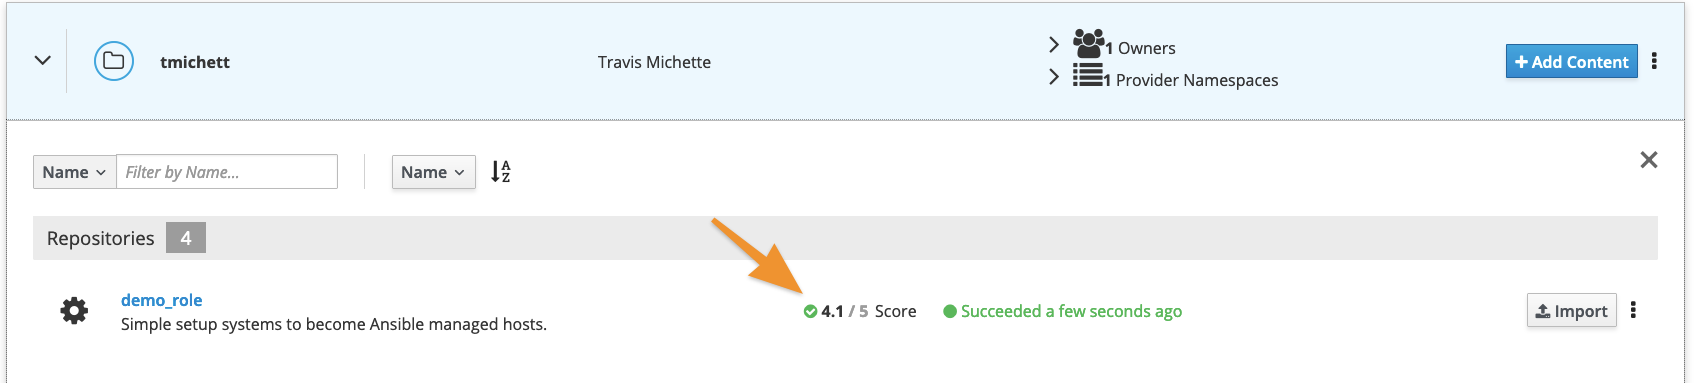 tmichett
Travis Michette
1 Owners
1 Provider Namespaces
Add Content
Name
Filter by Name...
Name
A
Z
Repositories 4
demo_role
Simple setup systems to become Ansible managed hosts.
4.1 / 5 Score
Succeeded a few seconds ago
Import